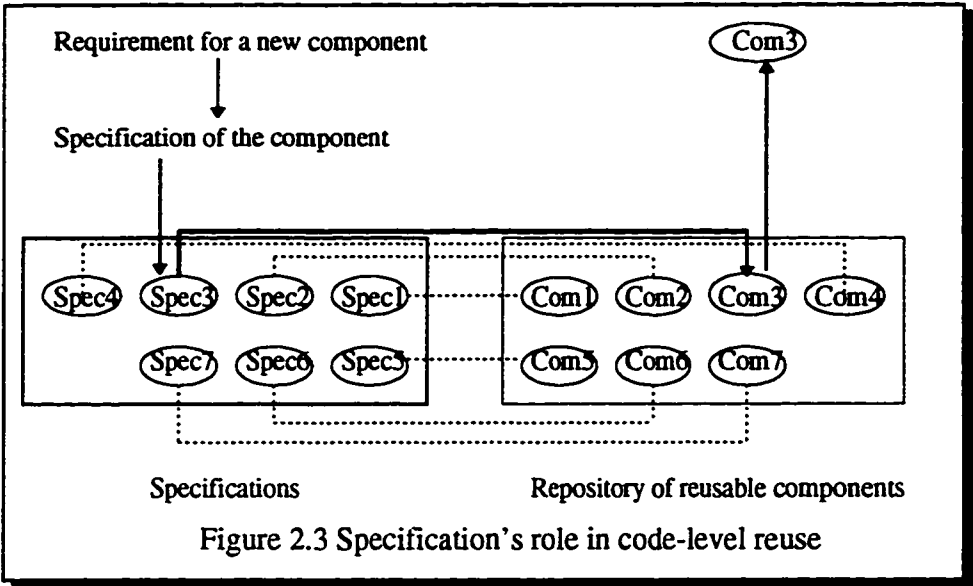 Requirement for a new component
Com3
Specification of the component
Spec4 Spec3 Spec2 Spec1 Com1 Com2 Com3 Com4
Spec7 Spec6 Spec5 Com5 Com6 Com7
Specifications
Repository of reusable components
Figure 2.3 Specification's role in code-level reuse